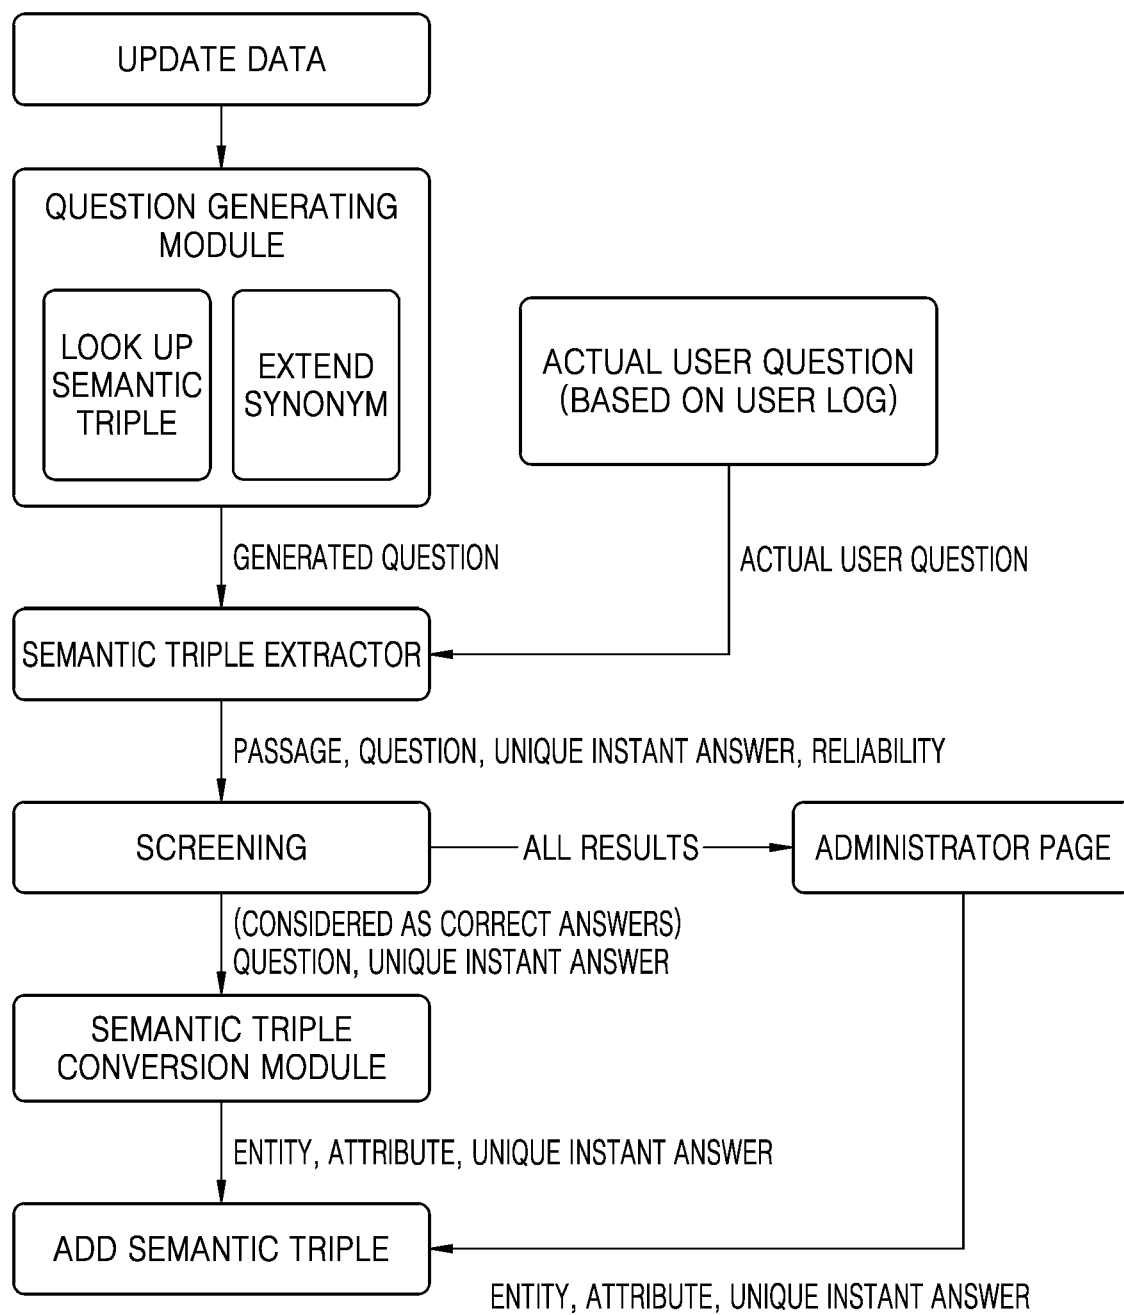 UPDATE DATA
QUESTION GENERATING
MODULE
LOOK UP
SEMANTIC
TRIPLE
EXTEND
SYNONYM
ACTUAL USER QUESTION
(BASED ON USER LOG)
GENERATED QUESTION
ACTUAL USER QUESTION
SEMANTIC TRIPLE EXTRACTOR
PASSAGE, QUESTION, UNIQUE INSTANT ANSWER, RELIABILITY
SCREENING
ALL RESULTS
ADMINISTRATOR PAGE
(CONSIDERED AS CORRECT ANSWERS)
QUESTION, UNIQUE INSTANT ANSWER
SEMANTIC TRIPLE
CONVERSION MODULE
ENTITY, ATTRIBUTE, UNIQUE INSTANT ANSWER
ADD SEMANTIC TRIPLE
ENTITY, ATTRIBUTE, UNIQUE INSTANT ANSWER